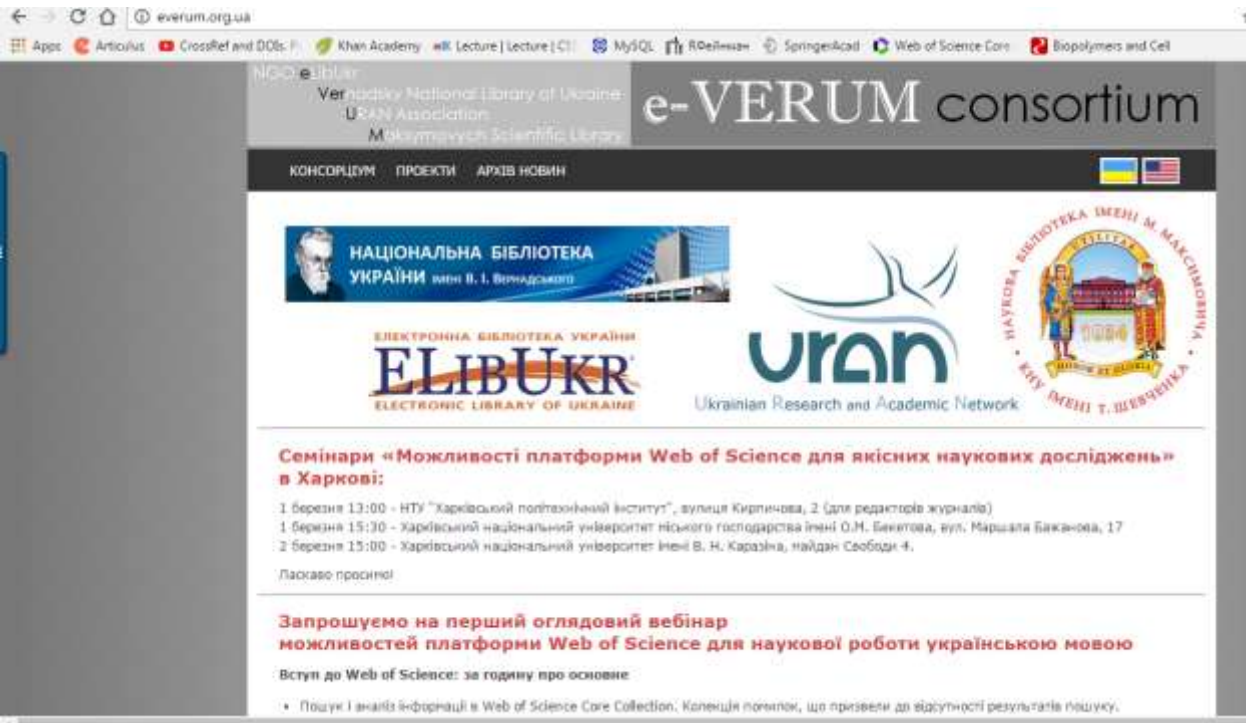 everum.org.ua
Apps Articulus CrossRef and DOIs Khan Academy Lecture | Lecture | MySQL SpringerAcad Web of Science Core Biopolymers and Cell
NGO eLibUkr
Vernadsky National Library of Ukraine
URAN Association
Maksymovych Scientific Library
e-VERUM consortium
КОНСОРЦІУМ ПРОЕКТИ АРХІВ НОВИН
НАЦІОНАЛЬНА БІБЛІОТЕКА
УКРАЇНИ ІМЕНІ В. І. ВЕРНАДСЬКОГО
ЕЛЕКТРОННА БІБЛІОТЕКА УКРАЇНИ
ELIBUKR
ELECTRONIC LIBRARY OF UKRAINE
uran
Ukrainian Research and Academic Network
НАУКОВА БІБЛІОТЕКА ІМЕНІ М. МАКСИМОВИЧА
КНУ ІМЕНІ Т. ШЕВЧЕНКА
UTILITAS
HONOR ET GLORIA
Семінари «Можливості платформи Web of Science для якісних наукових досліджень»
в Харкові:
1 березня 13:00 - НТУ "Харківський політехнічний інститут", вулиця Кирпичова, 2 (для редакторів журналів)
1 березня 15:30 - Харківський національний університет міського господарства імені О.М. Бекетова, вул. Маршала Бажанова, 17
2 березня 15:00 - Харківський національний університет імені В. Н. Каразіна, майдан Свободи 4.
Ласкаво просимо!
Запрошуємо на перший оглядовий вебінар
можливостей платформи Web of Science для наукової роботи українською мовою
Вступ до Web of Science: за годину про основне
• Пошук і аналіз інформації в Web of Science Core Collection. Колекція помилок, що призвели до відсутності результатів пошуку.